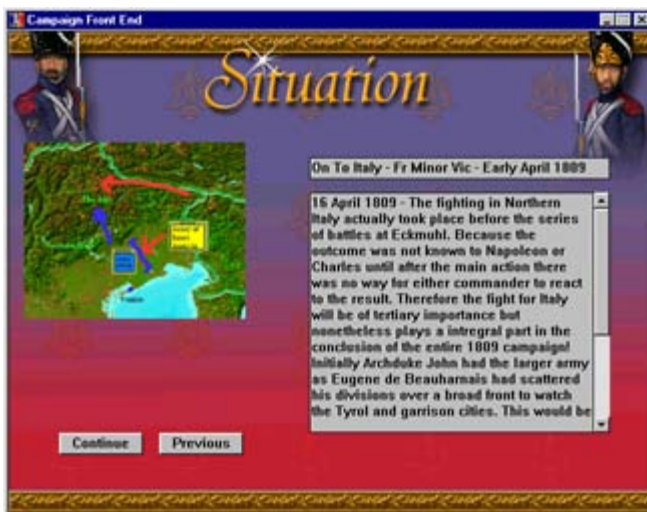 Campaign Front End
Situation
On To Italy - Fr Minor Vic - Early April 1809
16 April 1809 - The fighting in Northern
Italy actually took place before the series
of battles at Eckmuhl. Because the
outcome was not known to Napoleon or
Charles until after the main action there
was no way for either commander to react
to the result. Therefore the fight for Italy
will be of tertiary importance but
nonetheless plays a intregral part in the
conclusion of the entire 1809 campaign!
Initially Archduke John had the larger army
as Eugene de Beauharnais had scattered
his divisions over a broad front to watch
the Tyrol and garrison cities. This would be
Continue
Previous